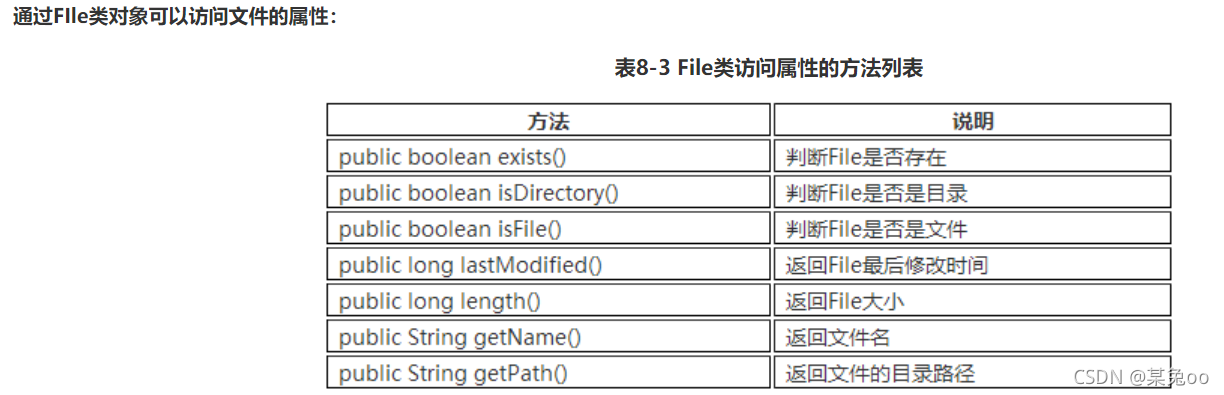 通过FIle类对象可以访问文件的属性：
表8-3 File类访问属性的方法列表
方法 说明
public boolean exists() 判断File是否存在
public boolean isDirectory() 判断File是否是目录
public boolean isFile() 判断File是否是文件
public long lastModified() 返回File最后修改时间
public long length() 返回File大小
public String getName() 返回文件名
public String getPath() 返回文件的目录路径
CSDN @某兔oo